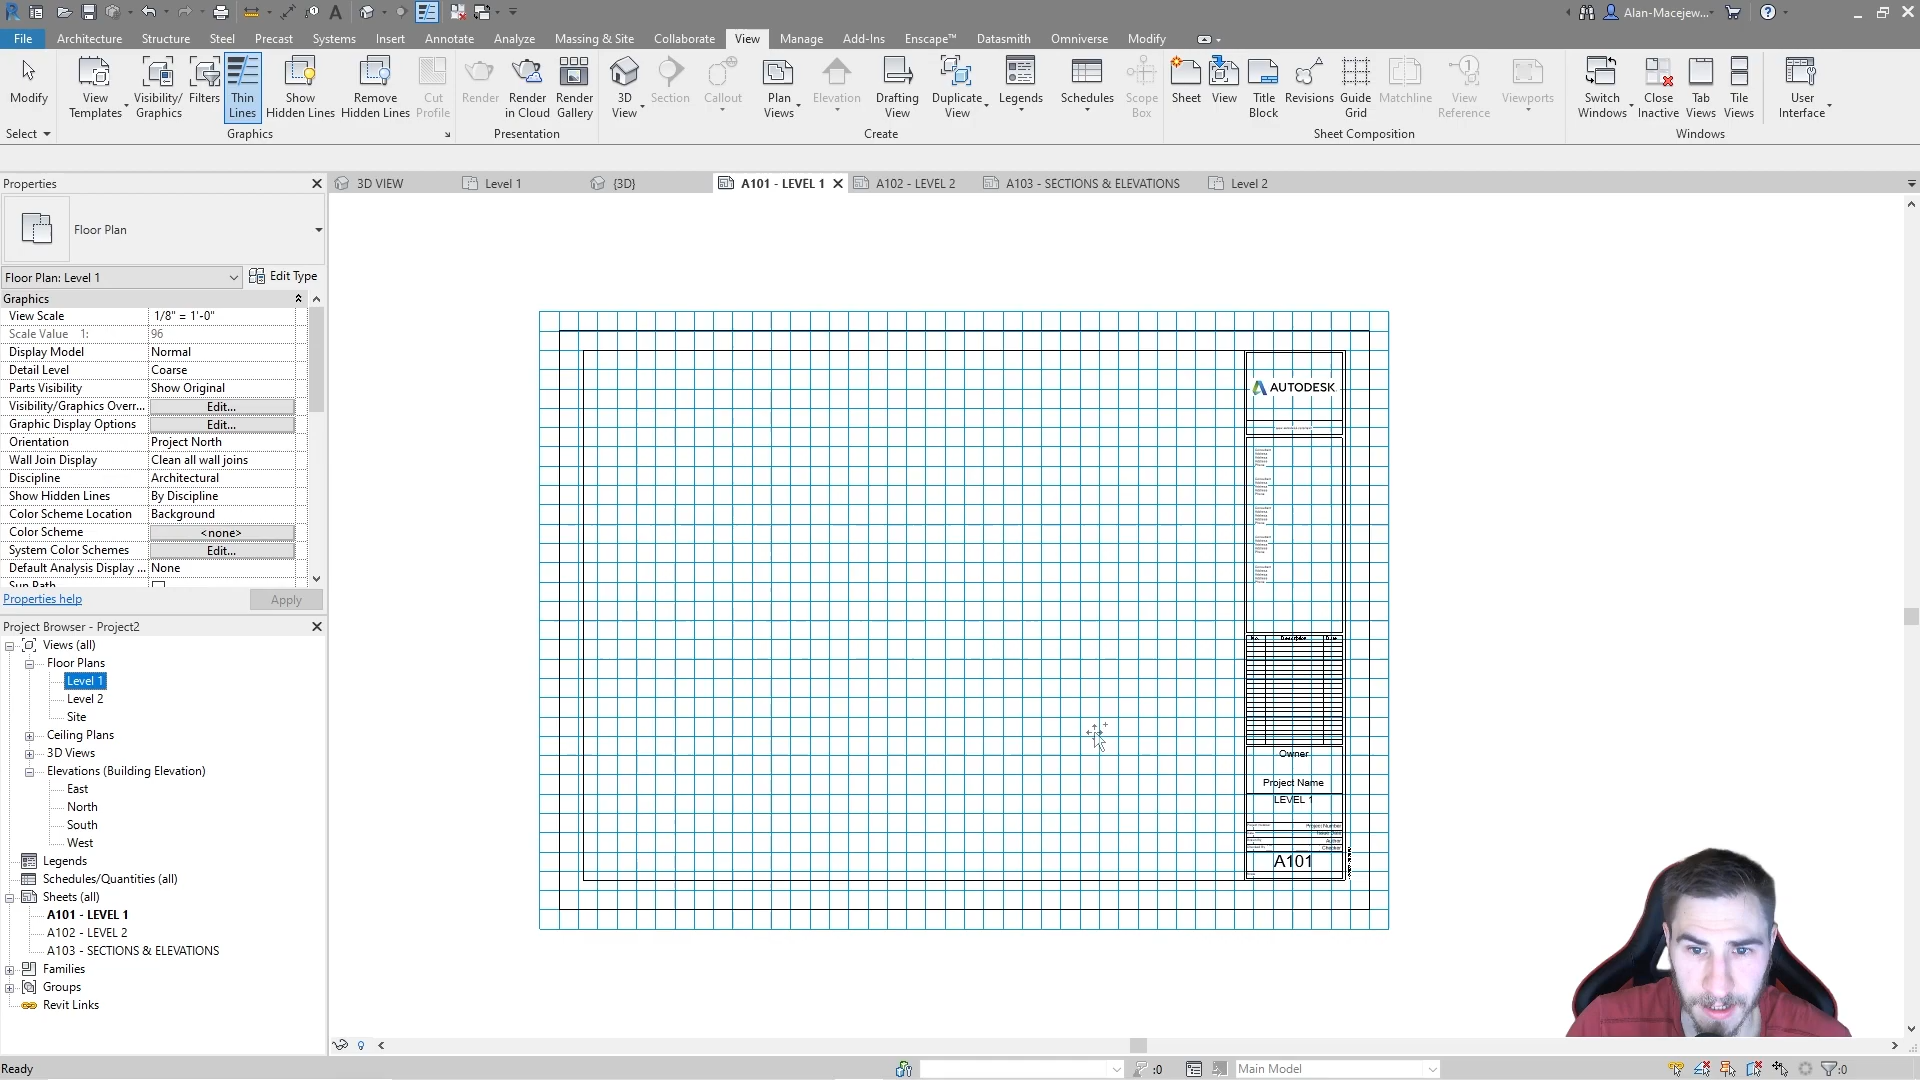 Alan-Macejew...
File Architecture Structure Steel Precast Systems Insert Annotate Analyze Massing & Site Collaborate View Manage Add-Ins Enscape™ Datasmith Omniverse Modify
Modify
View Templates
Visibility/ Graphics
Filters
Thin Lines
Show Hidden Lines
Remove Hidden Lines
Cut Profile
Render
Render in Cloud
Render Gallery
3D View
Section
Callout
Plan Views
Elevation
Drafting View
Duplicate View
Legends
Schedules
Scope Box
Sheet
View
Title Block
Revisions
Guide Grid
Matchline
View Reference
Viewports
Switch Windows
Close Inactive
Tab Views
Tile Views
User Interface
Select Graphics Presentation Create Sheet Composition Windows
Properties
3D VIEW Level 1 {3D} A101 - LEVEL 1 A102 - LEVEL 2 A103 - SECTIONS & ELEVATIONS Level 2
Floor Plan
Floor Plan: Level 1 Edit Type
Graphics
View Scale 1/8" = 1'-0"
Scale Value 1: 96
Display Model Normal
Detail Level Coarse
Parts Visibility Show Original
Visibility/Graphics Overr... Edit...
Graphic Display Options Edit...
Orientation Project North
Wall Join Display Clean all wall joins
Discipline Architectural
Show Hidden Lines By Discipline
Color Scheme Location Background
Color Scheme <none>
System Color Schemes Edit...
Default Analysis Display ... None
Sun Path
Properties help Apply
Project Browser - Project2
Views (all)
Floor Plans
Level 1
Level 2
Site
Ceiling Plans
3D Views
Elevations (Building Elevation)
East
North
South
West
Legends
Schedules/Quantities (all)
Sheets (all)
A101 - LEVEL 1
A102 - LEVEL 2
A103 - SECTIONS & ELEVATIONS
Families
Groups
Revit Links
AUTODESK
No. Description Date
Owner
Project Name
LEVEL 1
Project Number
Author
Checker
A101
Ready
:0
Main Model
:0